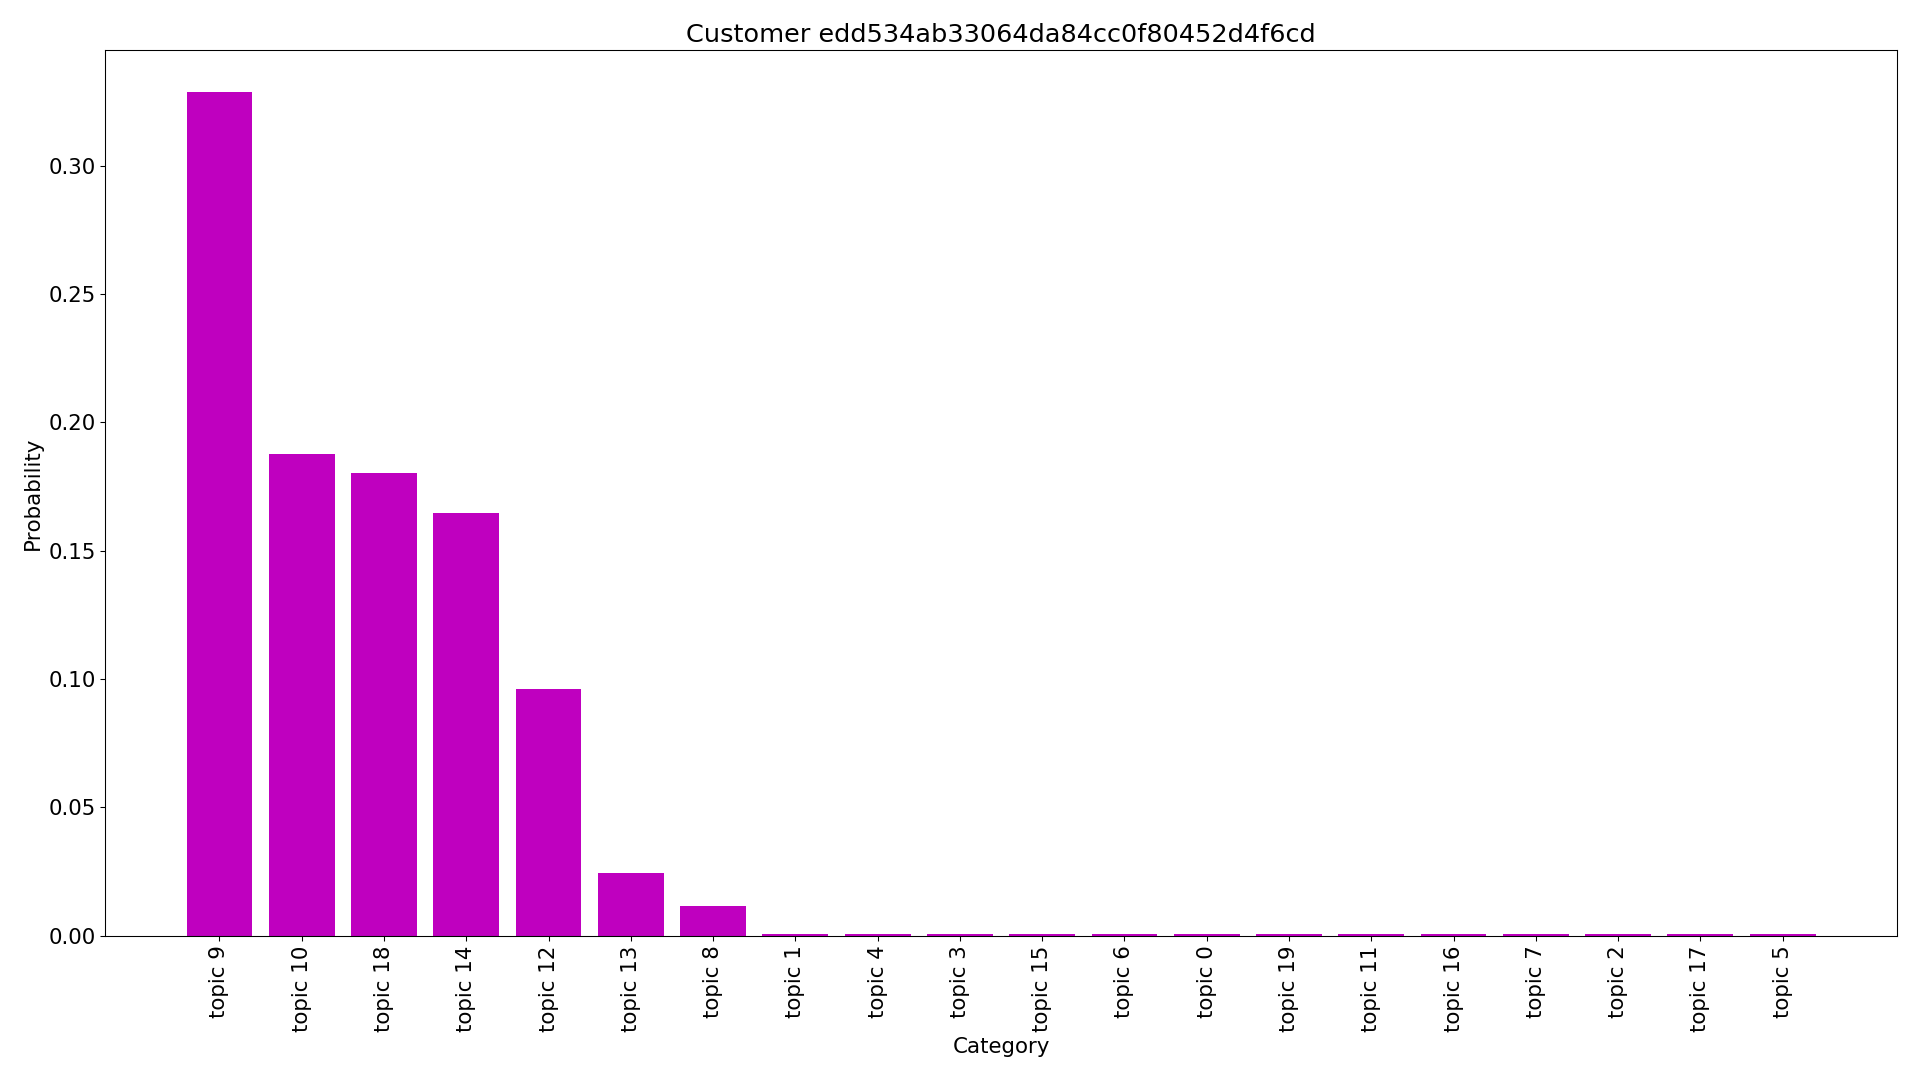 Customer edd534ab33064da84cc0f80452d4f6cd
Probability
0.30
0.25
0.20
0.15
0.10
0.05
0.00
topic 9
topic 10
topic 18
topic 14
topic 12
topic 13
topic 8
topic 1
topic 4
topic 3
topic 15
topic 6
topic 0
topic 19
topic 11
topic 16
topic 7
topic 2
topic 17
topic 5
Category